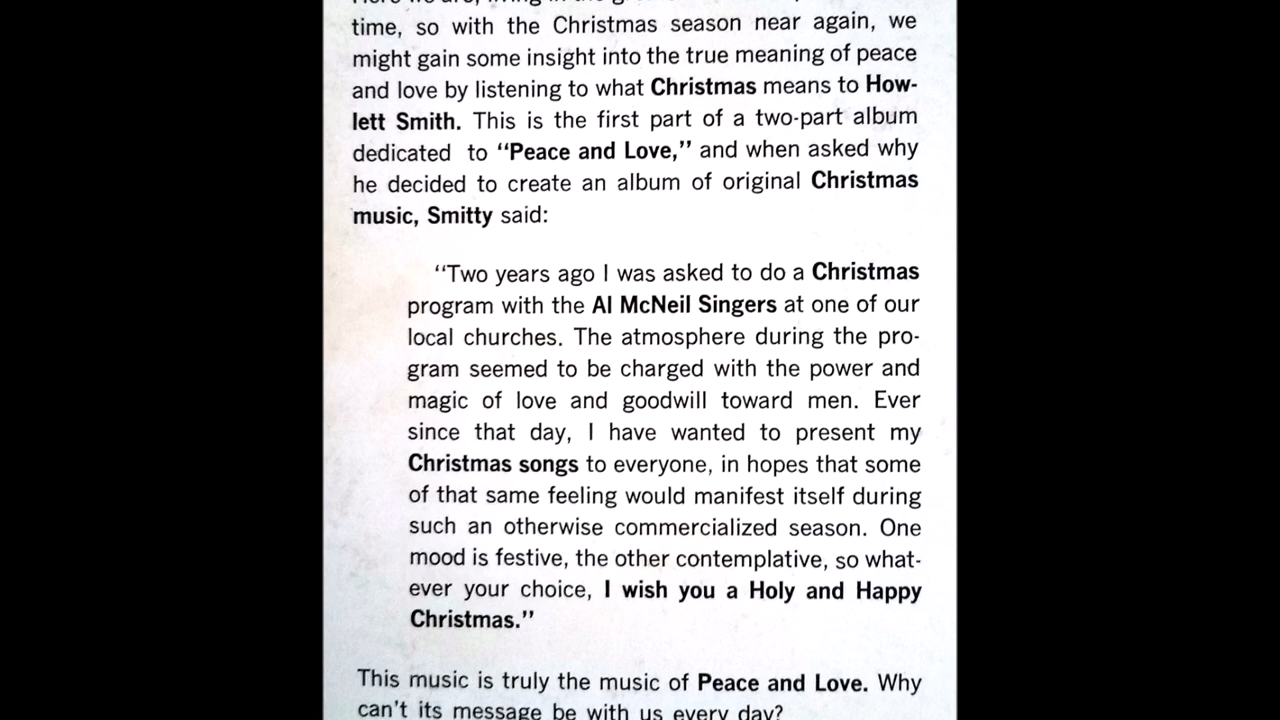 time, so with the Christmas season near again, we
might gain some insight into the true meaning of peace
and love by listening to what Christmas means to How-
lett Smith. This is the first part of a two-part album
dedicated to “Peace and Love,” and when asked why
he decided to create an album of original Christmas
music, Smitty said:
“Two years ago I was asked to do a Christmas
program with the Al McNeil Singers at one of our
local churches. The atmosphere during the pro-
gram seemed to be charged with the power and
magic of love and goodwill toward men. Ever
since that day, I have wanted to present my
Christmas songs to everyone, in hopes that some
of that same feeling would manifest itself during
such an otherwise commercialized season. One
mood is festive, the other contemplative, so what-
ever your choice, I wish you a Holy and Happy
Christmas.”
This music is truly the music of Peace and Love. Why
can't its message be with us every day?